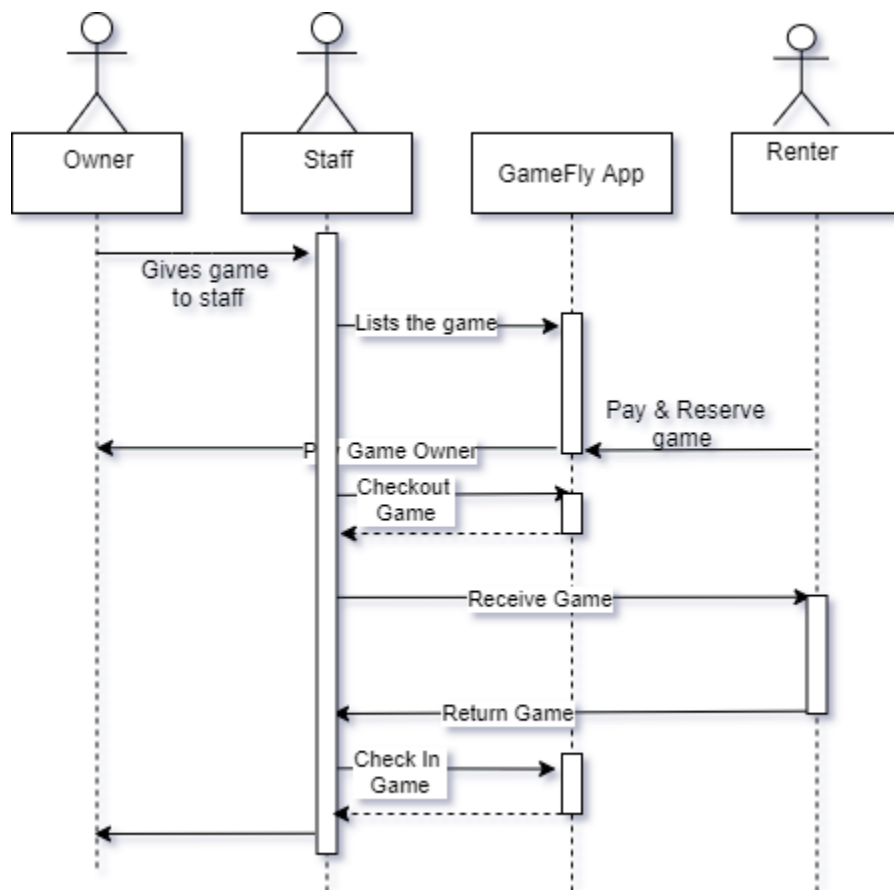 Owner
Staff
GameFly App
Renter
Gives game
to staff
Lists the game
Pay & Reserve
game
Game Owner
Checkout
Game
Receive Game
Return Game
Check In
Game